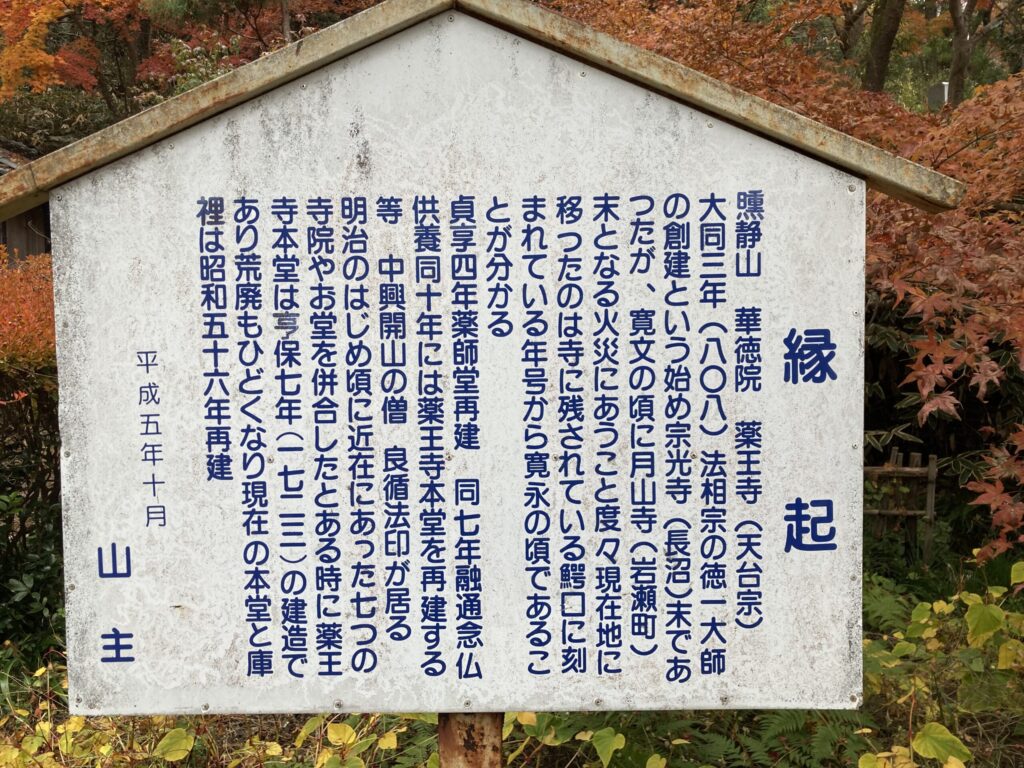 縁起
曛静山 華徳院 薬王寺（天台宗）
大同三年（八〇八）法相宗の徳一大師
の創建という始め宗光寺（長沼）末であ
つたが、寛文の頃に月山寺（岩瀬町）
末となる火災にあうこと度々現在地に
移つたのは寺に残されている鰐口に刻
まれている年号から寛永の頃であるこ
とが分かる
貞享四年薬師堂再建 同七年融通念仏
供養同十年には薬王寺本堂を再建する
等 中興開山の僧 良循法印が居る
明治のはじめ頃に近在にあった七つの
寺院やお堂を併合したとある時に薬王
寺本堂は享保七年（一七二三）の建造で
あり荒廃もひどくなり現在の本堂と庫
裡は昭和五十六年再建
平成五年十月
山主